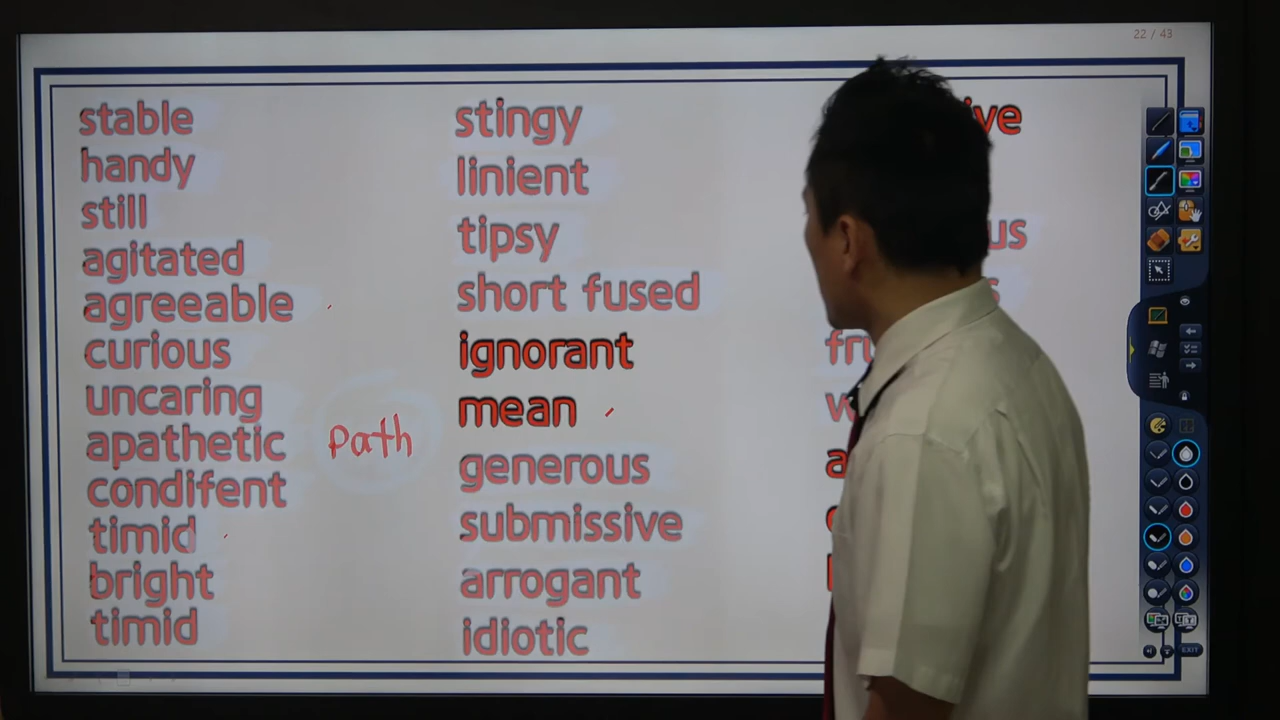 22 / 43
stable
handy
still
agitated
agreeable
curious
uncaring
apathetic
path
condifent
timid
bright
timid
stingy
linient
tipsy
short fused
ignorant
mean
generous
submissive
arrogant
idiotic
EXIT